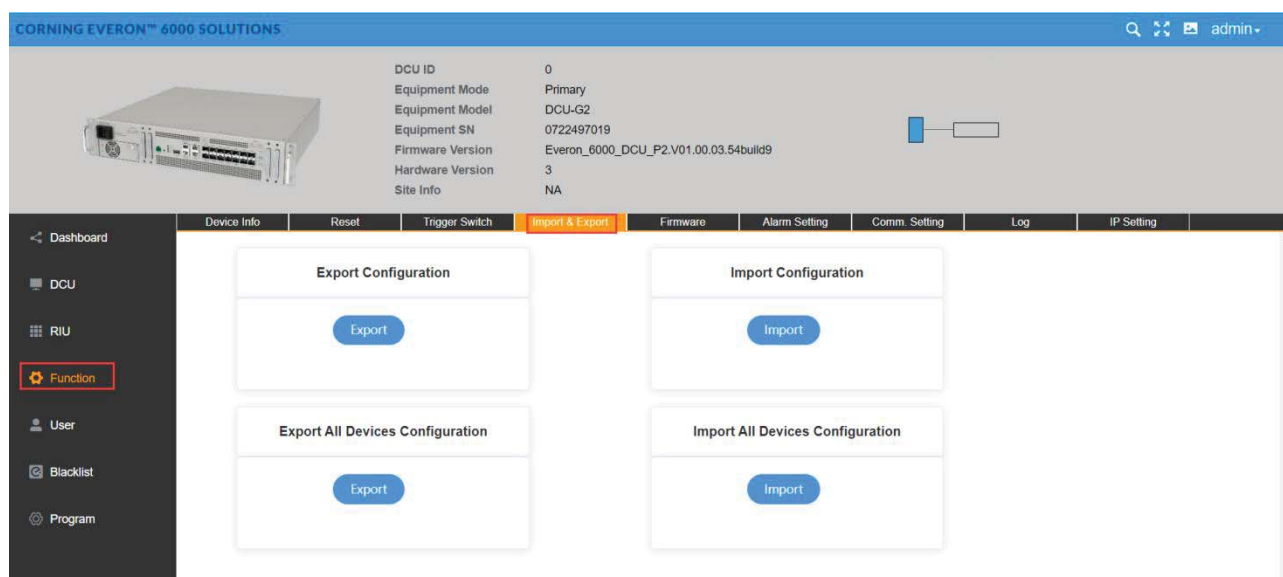 CORNING EVERON™ 6000 SOLUTIONS
admin
DCU ID 0
Equipment Mode Primary
Equipment Model DCU-G2
Equipment SN 0722497019
Firmware Version Everon_6000_DCU_P2.V01.00.03.54build9
Hardware Version 3
Site Info NA
Device Info Reset Trigger Switch Import & Export Firmware Alarm Setting Comm. Setting Log IP Setting
Dashboard
DCU
RIU
Function
User
Blacklist
Program
Export Configuration
Export
Import Configuration
Import
Export All Devices Configuration
Export
Import All Devices Configuration
Import